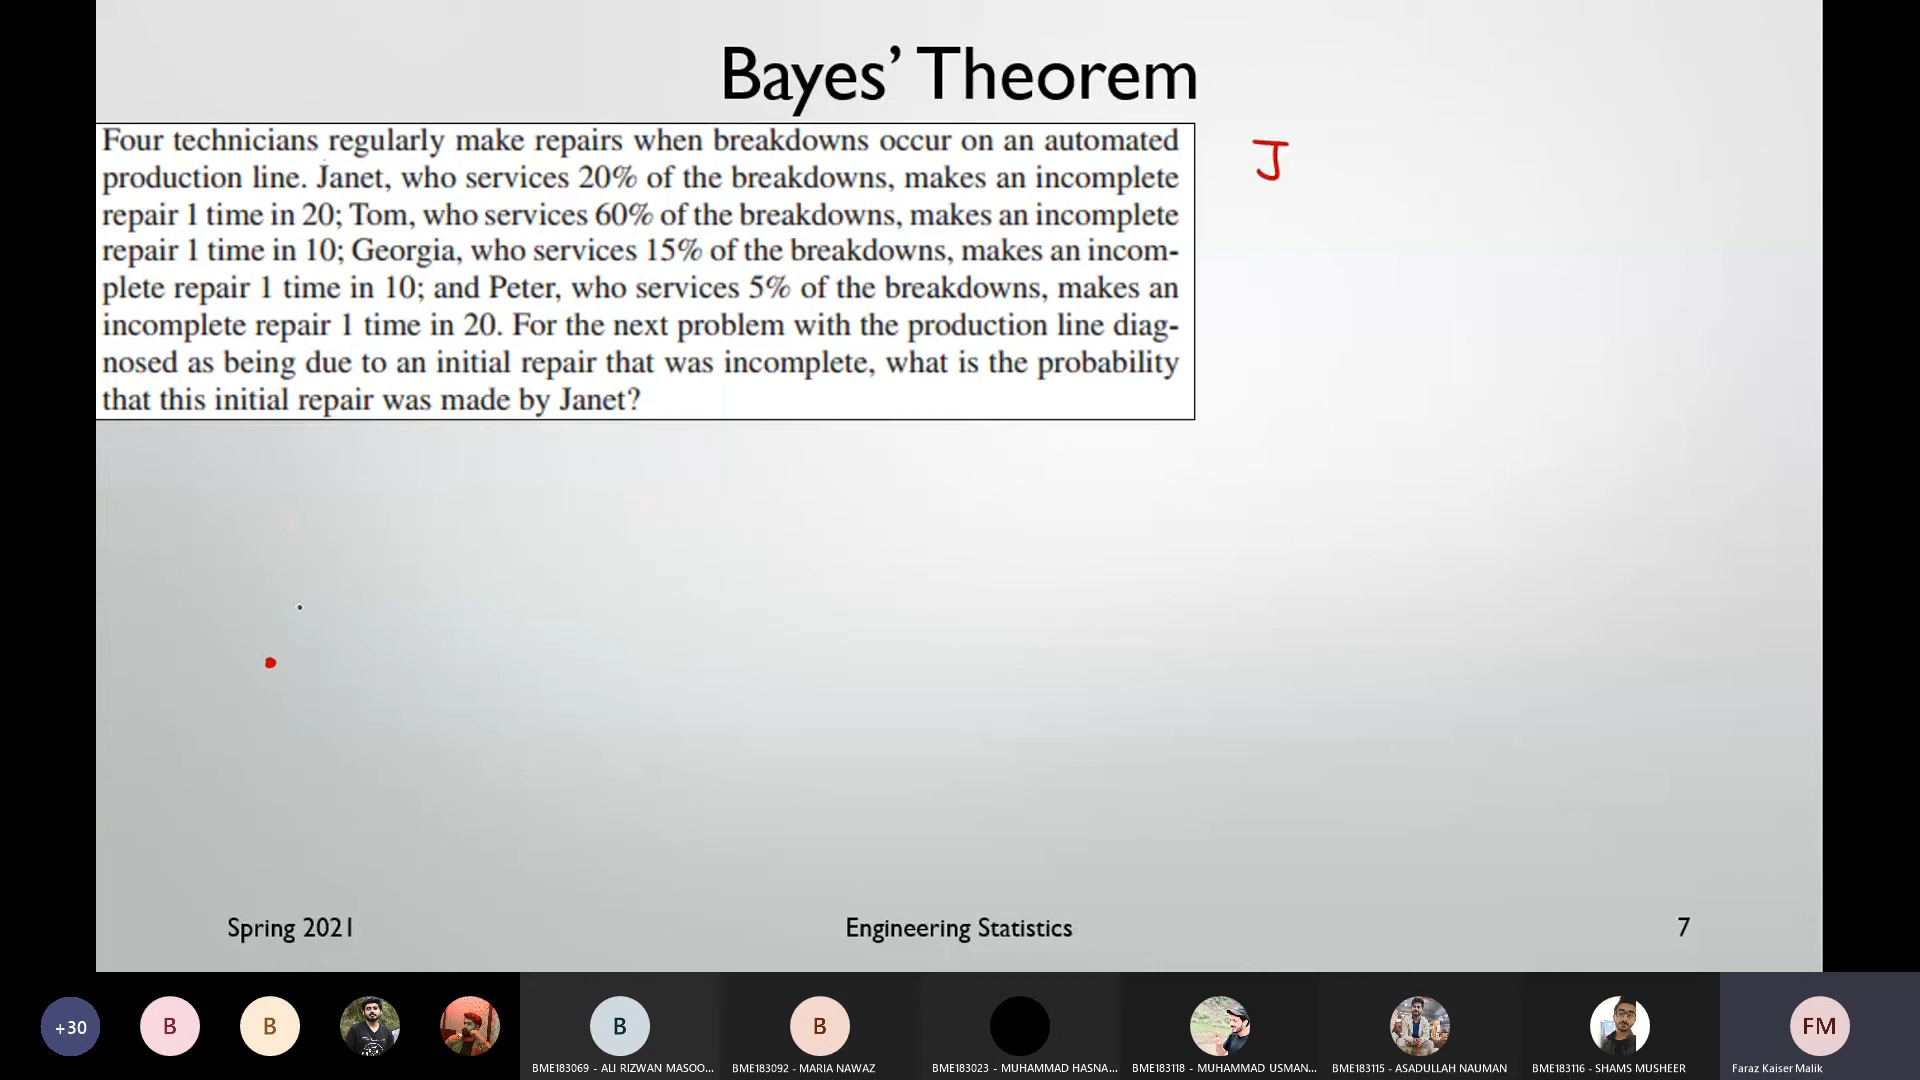 Bayes’ Theorem
Four technicians regularly make repairs when breakdowns occur on an automated
production line. Janet, who services 20% of the breakdowns, makes an incomplete
repair 1 time in 20; Tom, who services 60% of the breakdowns, makes an incomplete
repair 1 time in 10; Georgia, who services 15% of the breakdowns, makes an incom-
plete repair 1 time in 10; and Peter, who services 5% of the breakdowns, makes an
incomplete repair 1 time in 20. For the next problem with the production line diag-
nosed as being due to an initial repair that was incomplete, what is the probability
that this initial repair was made by Janet?
J
Spring 2021
Engineering Statistics
7
+30
B
B
B
B
FM
BME183069 - ALI RIZWAN MASOO...
BME183092 - MARIA NAWAZ
BME183023 - MUHAMMAD HASNA...
BME183118 - MUHAMMAD USMAN...
BME183115 - ASADULLAH NAUMAN
BME183116 - SHAMS MUSHEER
Faraz Kaiser Malik